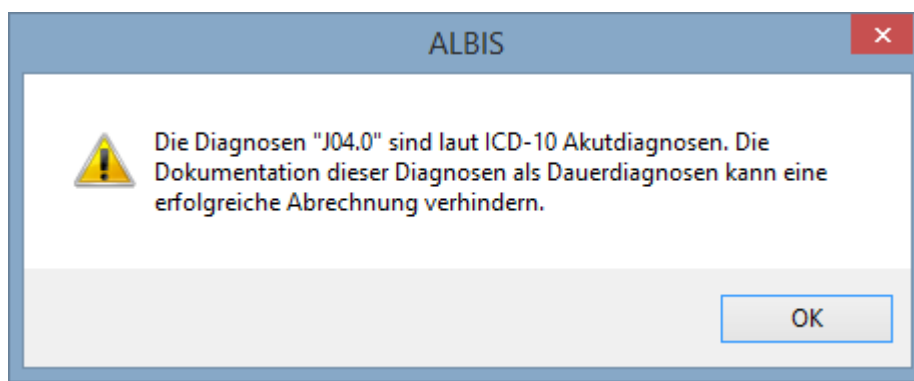 ALBIS
Die Diagnosen "J04.0" sind laut ICD-10 Akutdiagnosen. Die
Dokumentation dieser Diagnosen als Dauerdiagnosen kann eine
erfolgreiche Abrechnung verhindern.
OK